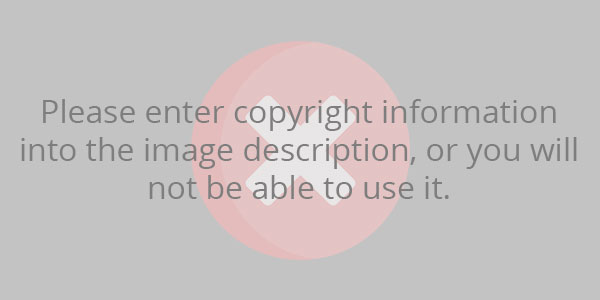 Please enter copyright information
into the image description, or you will
not be able to use it.